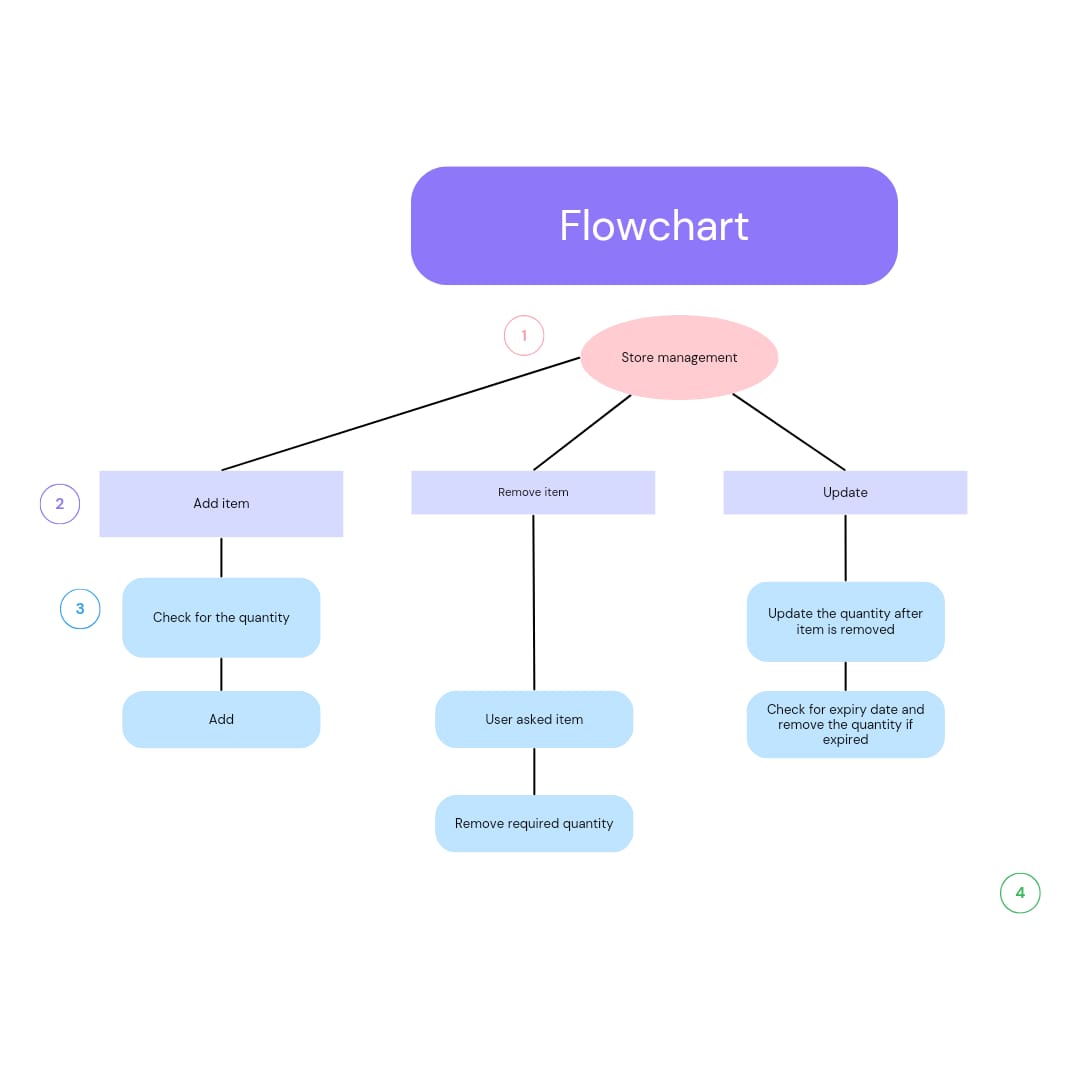 Flowchart
1
Store management
2
Add item
Remove item
Update
3
Check for the quantity
Update the quantity after
item is removed
Add
User asked item
Check for expiry date and
remove the quantity if
expired
Remove required quantity
4